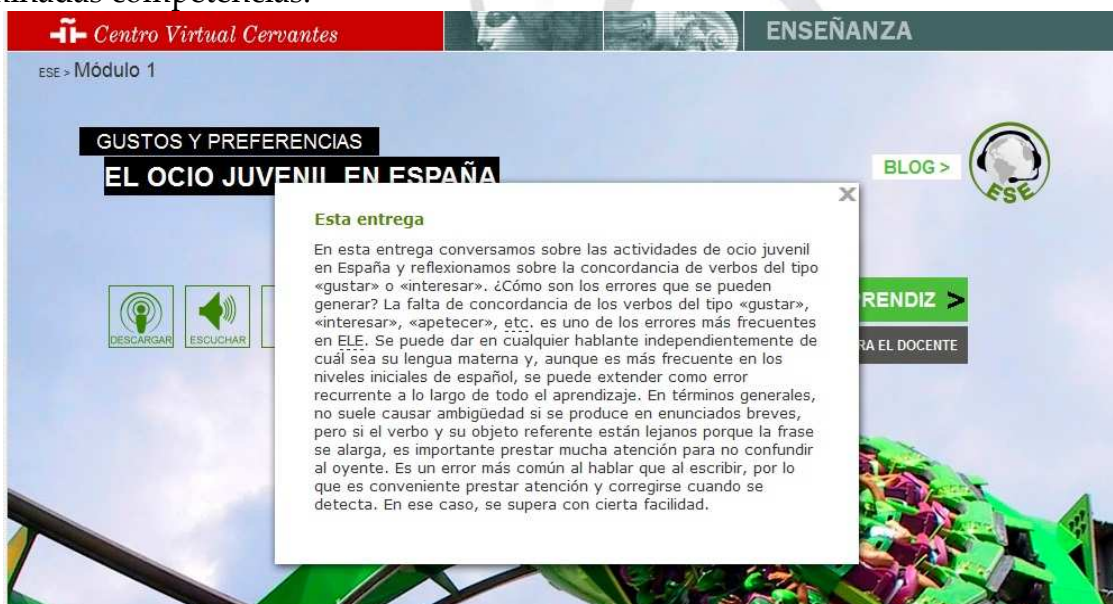 Centro Virtual Cervantes
ENSEÑANZA
ESE > Módulo 1
GUSTOS Y PREFERENCIAS
EL OCIO JUVENIL EN ESPAÑA
BLOG >
ESE
DESCARGAR
ESCUCHAR
Esta entrega
En esta entrega conversamos sobre las actividades de ocio juvenil
en España y reflexionamos sobre la concordancia de verbos del tipo
«gustar» o «interesar». ¿Cómo son los errores que se pueden
generar? La falta de concordancia de los verbos del tipo «gustar»,
«interesar», «apetecer», etc. es uno de los errores más frecuentes
en ELE. Se puede dar en cualquier hablante independientemente de
cuál sea su lengua materna y, aunque es más frecuente en los
niveles iniciales de español, se puede extender como error
recurrente a lo largo de todo el aprendizaje. En términos generales,
no suele causar ambigüedad si se produce en enunciados breves,
pero si el verbo y su objeto referente están lejanos porque la frase
se alarga, es importante prestar mucha atención para no confundir
al oyente. Es un error más común al hablar que al escribir, por lo
que es conveniente prestar atención y corregirse cuando se
detecta. En ese caso, se supera con cierta facilidad.
RENDIZ >
RA EL DOCENTE